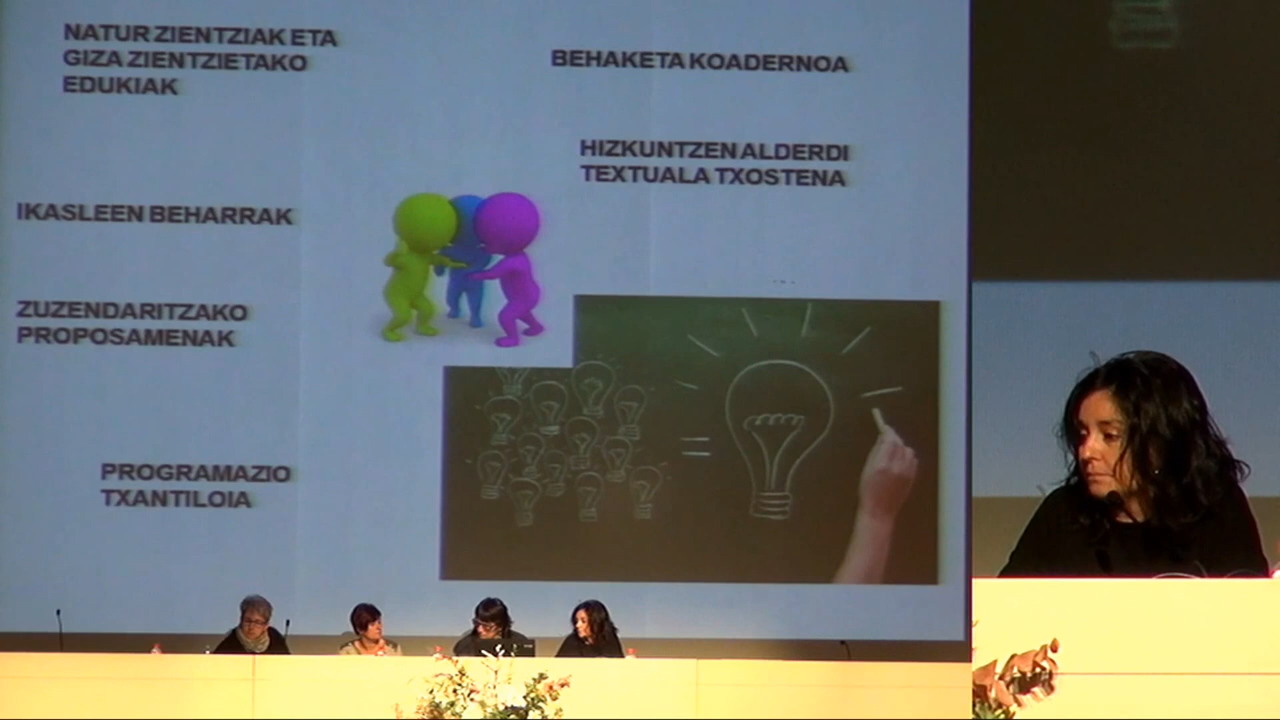 NATUR ZIENTZIAK ETA
GIZA ZIENTZIETAKO
EDUKIAK
BEHAKETA KOADERNOA
HIZKUNTZEN ALDERDI
TEXTUALA TXOSTENA
IKASLEEN BEHARRAK
ZUZENDARITZAKO
PROPOSAMENAK
PROGRAMAZIO
TXANTILOIA